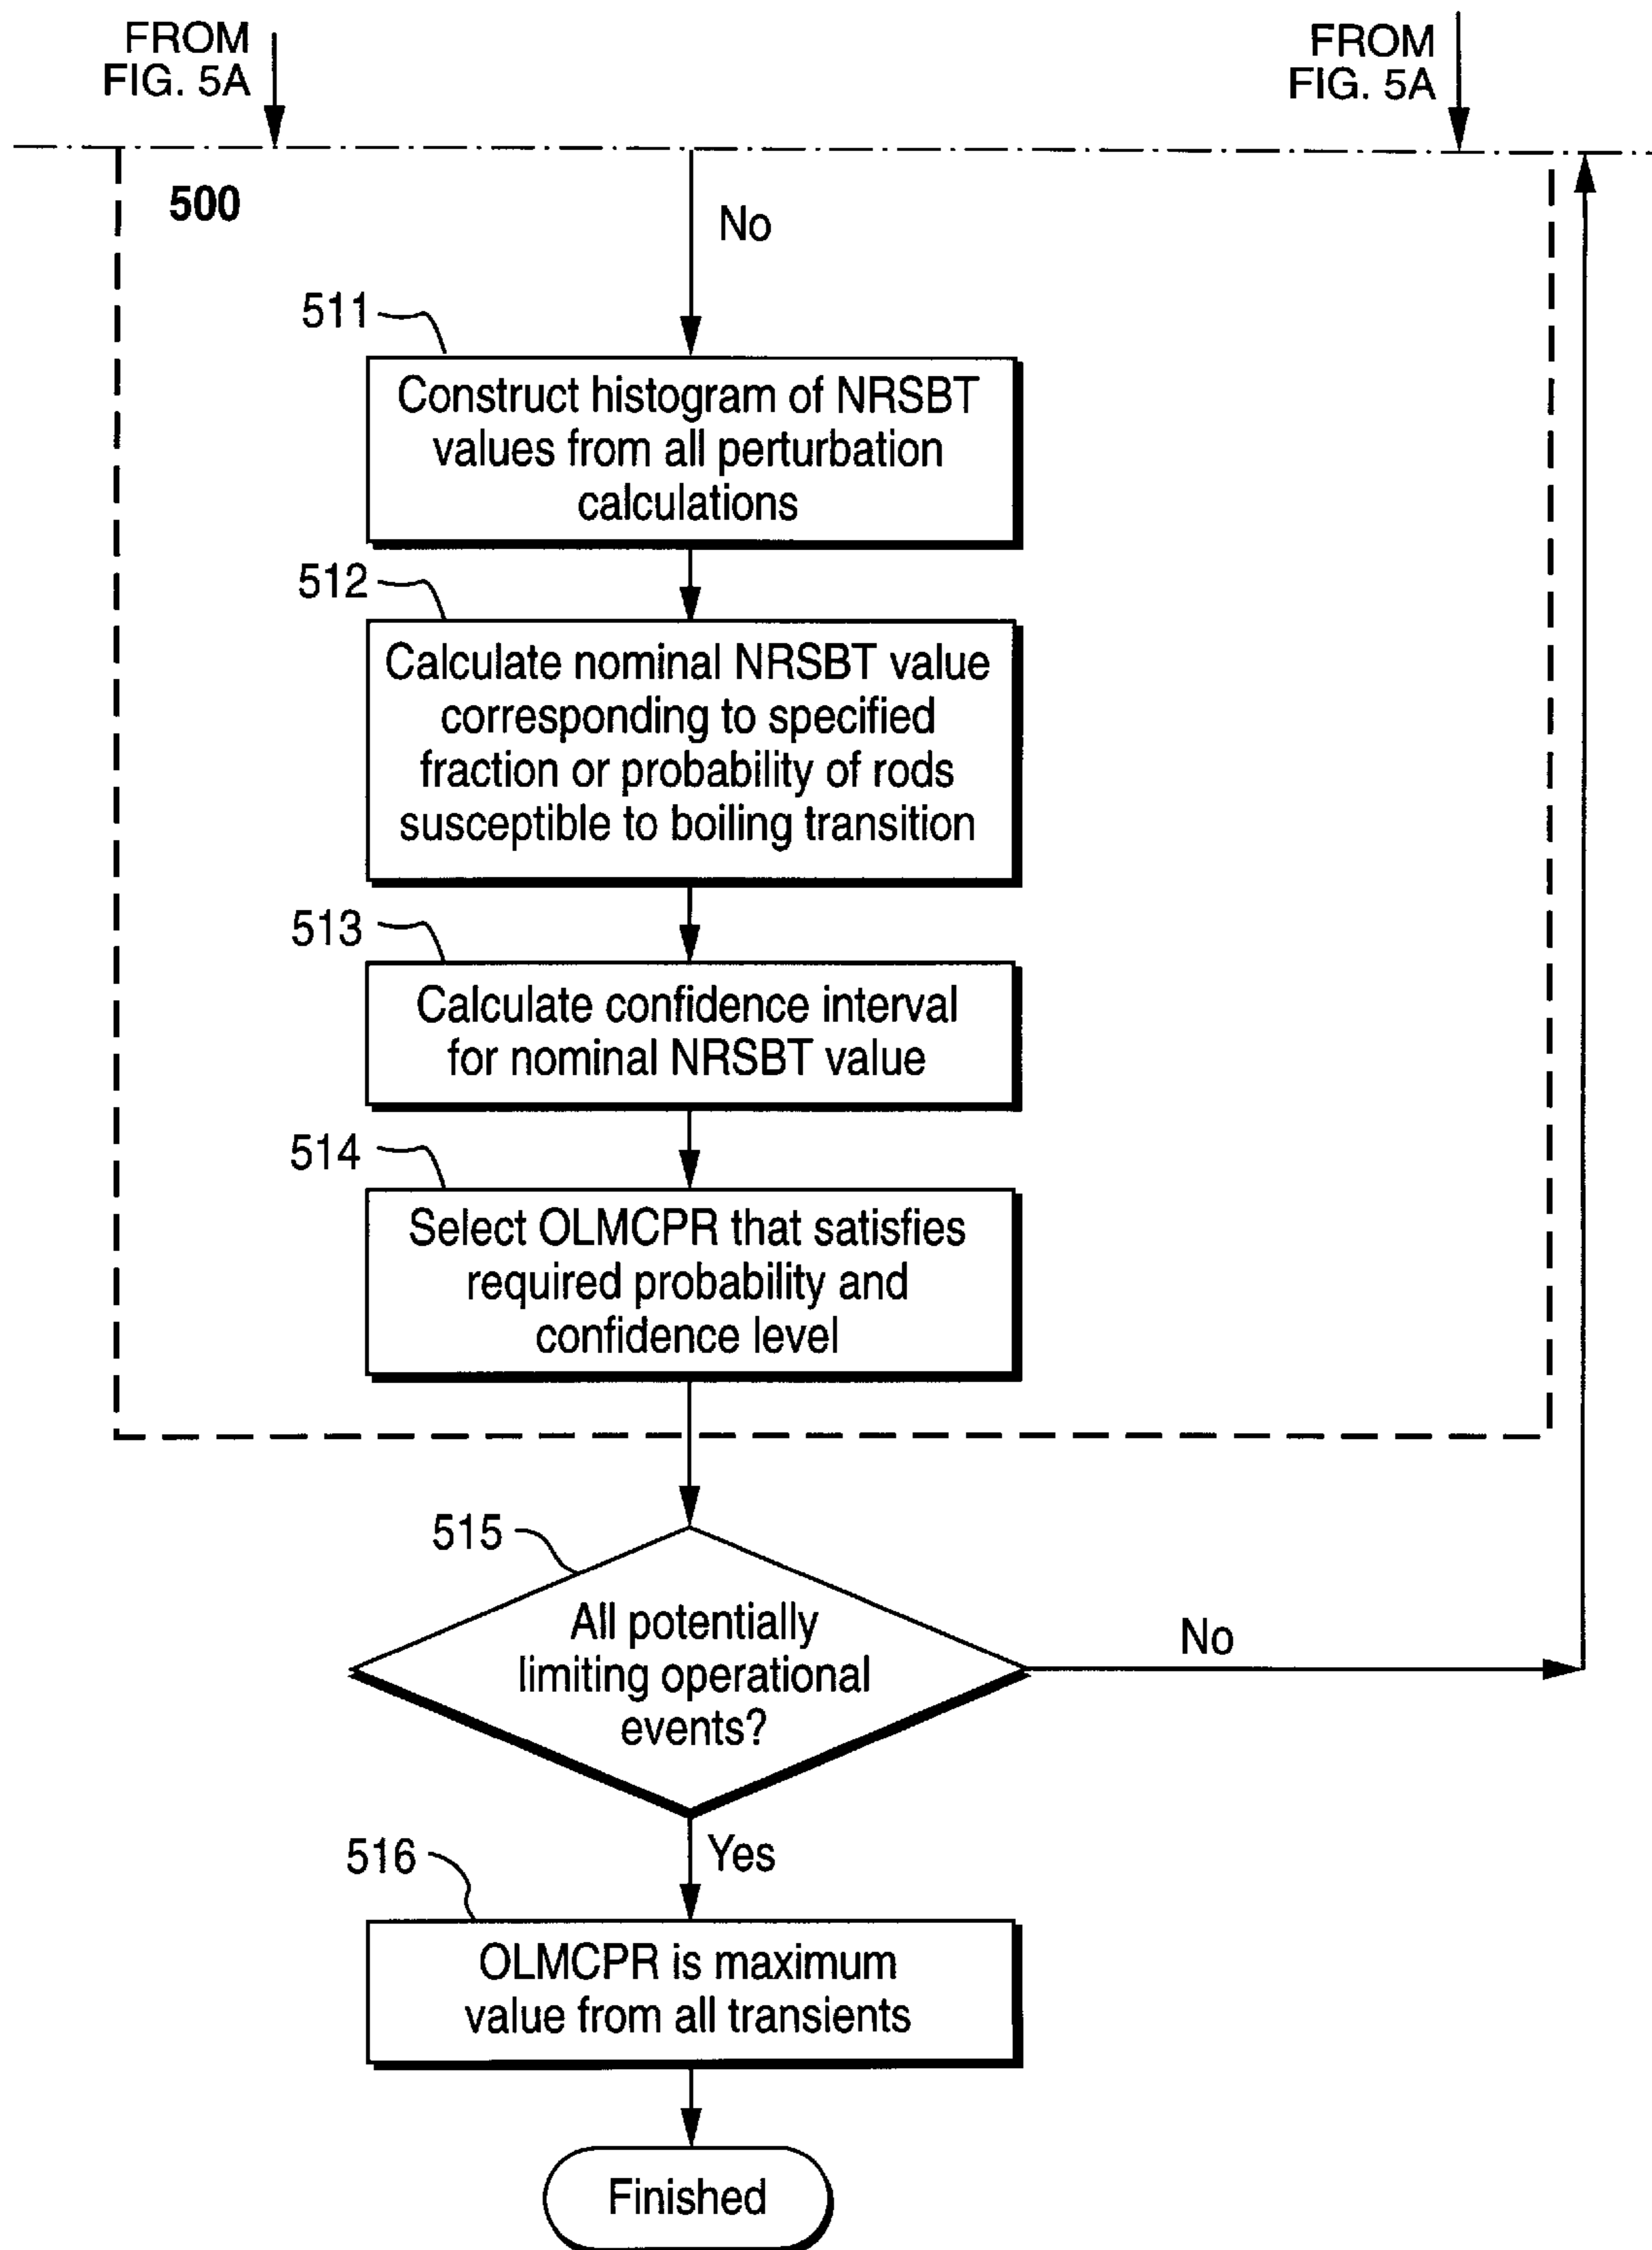 FROM
FIG. 5A
FROM
FIG. 5A
500
No
511
Construct histogram of NRSBT
values from all perturbation
calculations
512
Calculate nominal NRSBT value
corresponding to specified
fraction or probability of rods
susceptible to boiling transition
513
Calculate confidence interval
for nominal NRSBT value
514
Select OLMCPR that satisfies
required probability and
confidence level
515
All potentially
limiting operational
events?
No
Yes
516
OLMCPR is maximum
value from all transients
Finished